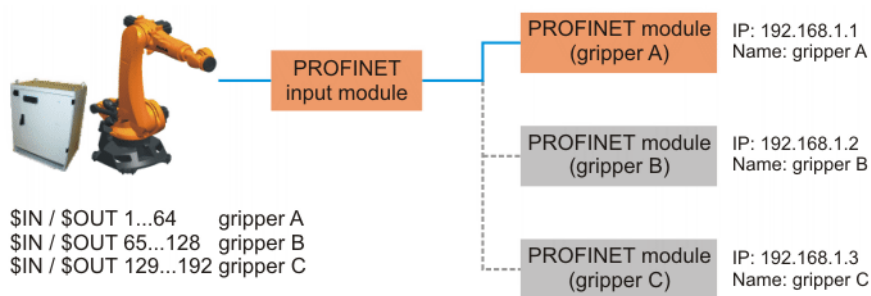 PROFINET
input module
PROFINET module
(gripper A)
IP: 192.168.1.1
Name: gripper A
PROFINET module
(gripper B)
IP: 192.168.1.2
Name: gripper B
PROFINET module
(gripper C)
IP: 192.168.1.3
Name: gripper C
$IN / $OUT 1...64 gripper A
$IN / $OUT 65...128 gripper B
$IN / $OUT 129...192 gripper C